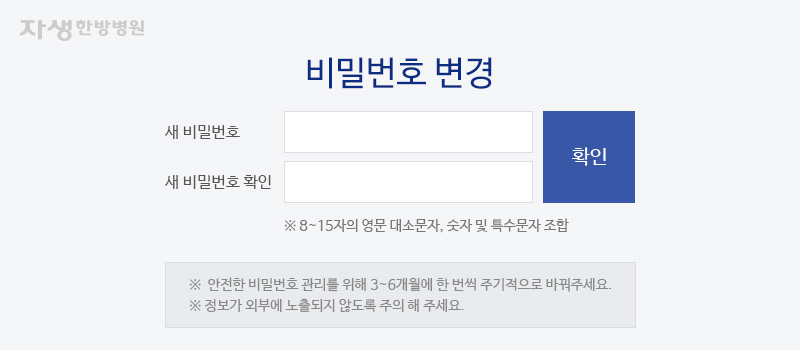 자생한방병원
비밀번호 변경
새 비밀번호
확인
새 비밀번호 확인
※ 8~15자의 영문 대소문자, 숫자 및 특수문자 조합
※ 안전한 비밀번호 관리를 위해 3~6개월에 한 번씩 주기적으로 바꿔주세요.
※ 정보가 외부에 노출되지 않도록 주의 해 주세요.